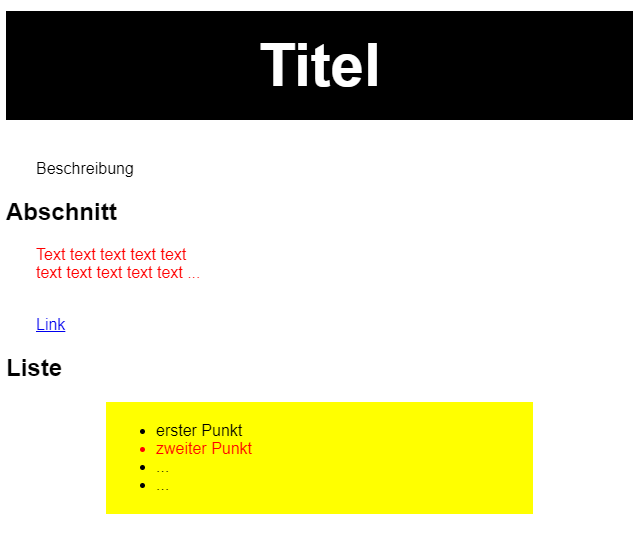 Titel
Beschreibung
Abschnitt
Text text text text text
text text text text text ...
Link
Liste
erster Punkt
zweiter Punkt
...
...